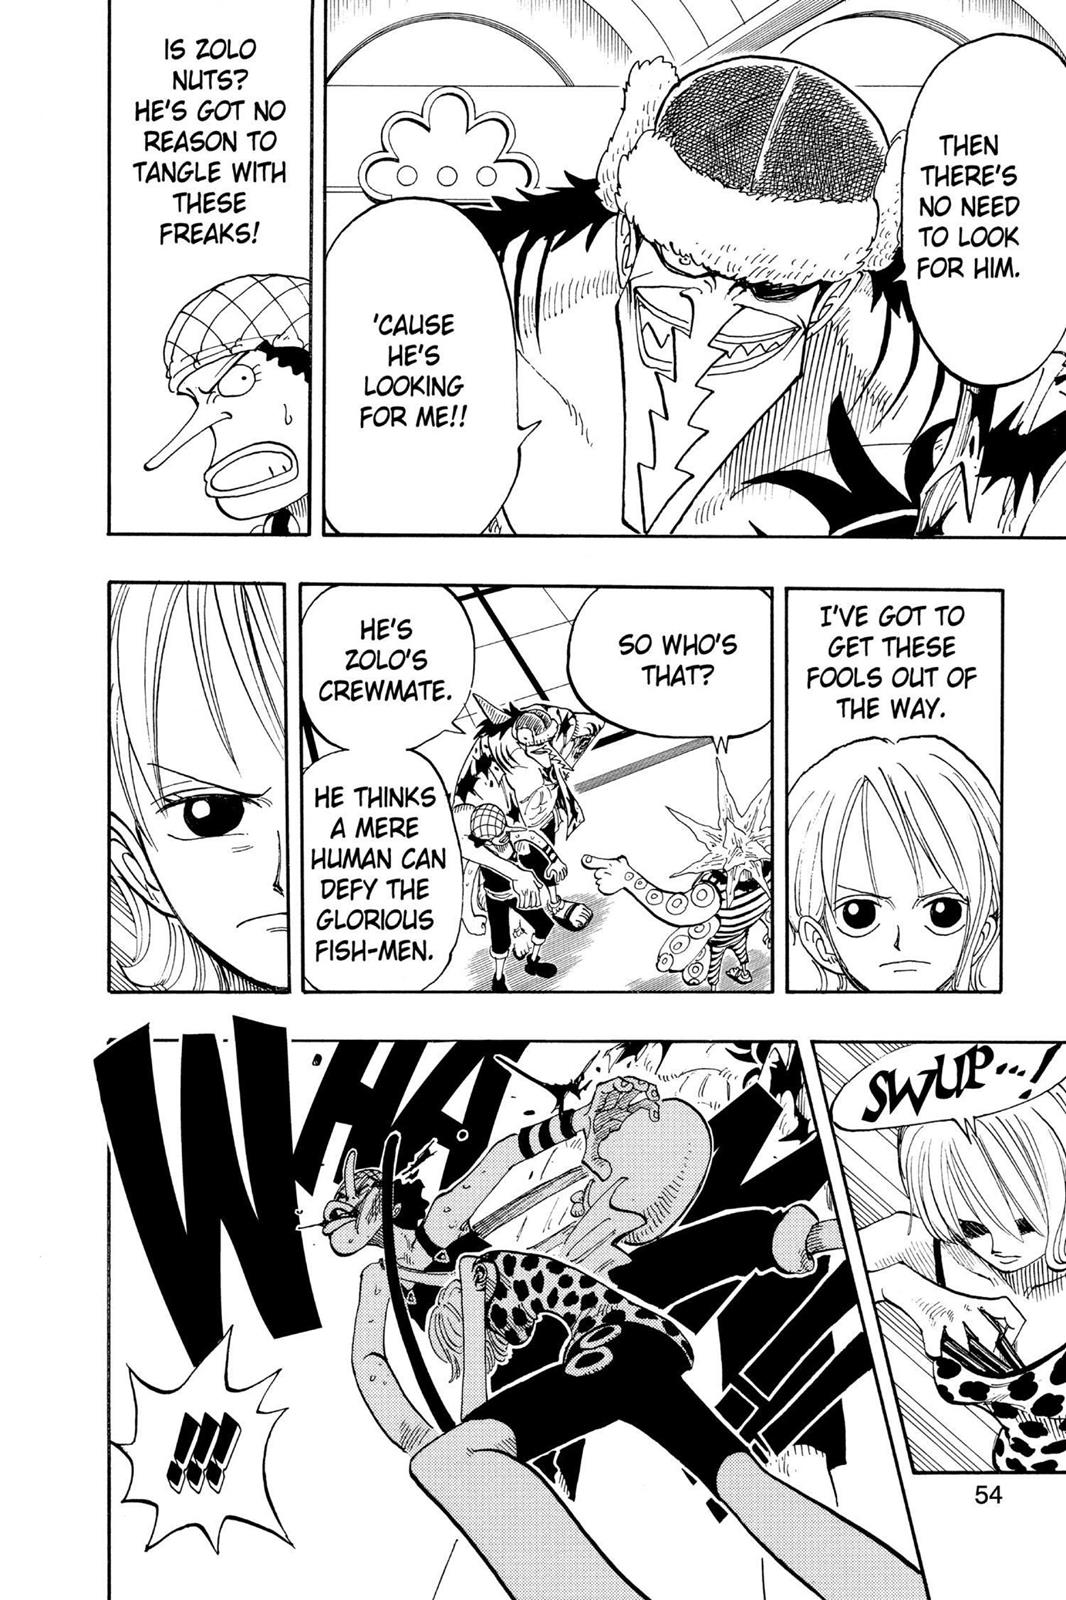 THEN
THERE'S
NO NEED
TO LOOK
FOR HIM.
'CAUSE
HE'S
LOOKING
FOR ME!!
IS ZOLO
NUTS?
HE'S GOT NO
REASON TO
TANGLE WITH
THESE
FREAKS!
I'VE GOT TO
GET THESE
FOOLS OUT OF
THE WAY.
SO WHO'S
THAT?
HE'S
ZOLO'S
CREWMATE.
HE THINKS
A MERE
HUMAN CAN
DEFY THE
GLORIOUS
FISH-MEN.
SWUP...!
WHAM!!
!!!
54